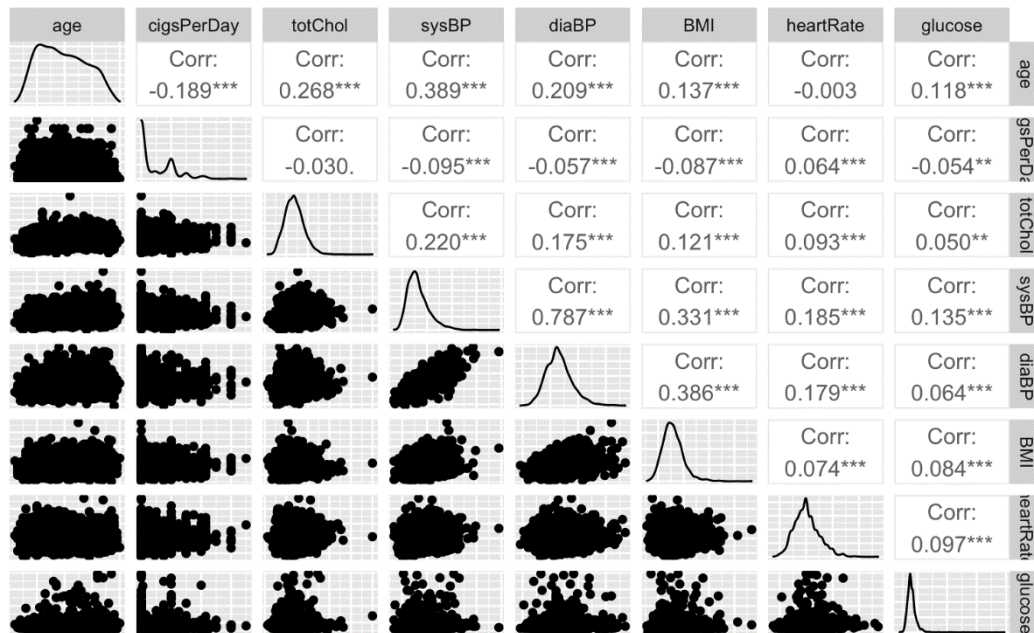 age cigsPerDay totChol sysBP diaBP BMI heartRate glucose
Corr: Corr: Corr: Corr: Corr: Corr: Corr:
-0.189*** 0.268*** 0.389*** 0.209*** 0.137*** -0.003 0.118***
age
Corr: Corr: Corr: Corr: Corr: Corr:
-0.030. -0.095*** -0.057*** -0.087*** 0.064*** -0.054**
gsPerDa
Corr: Corr: Corr: Corr: Corr:
0.220*** 0.175*** 0.121*** 0.093*** 0.050**
totChol
Corr: Corr: Corr: Corr:
0.787*** 0.331*** 0.185*** 0.135***
sysBP
Corr: Corr: Corr:
0.386*** 0.179*** 0.064***
diaBP
Corr: Corr:
0.074*** 0.084***
BMI
Corr:
0.097***
heartRat
glucose